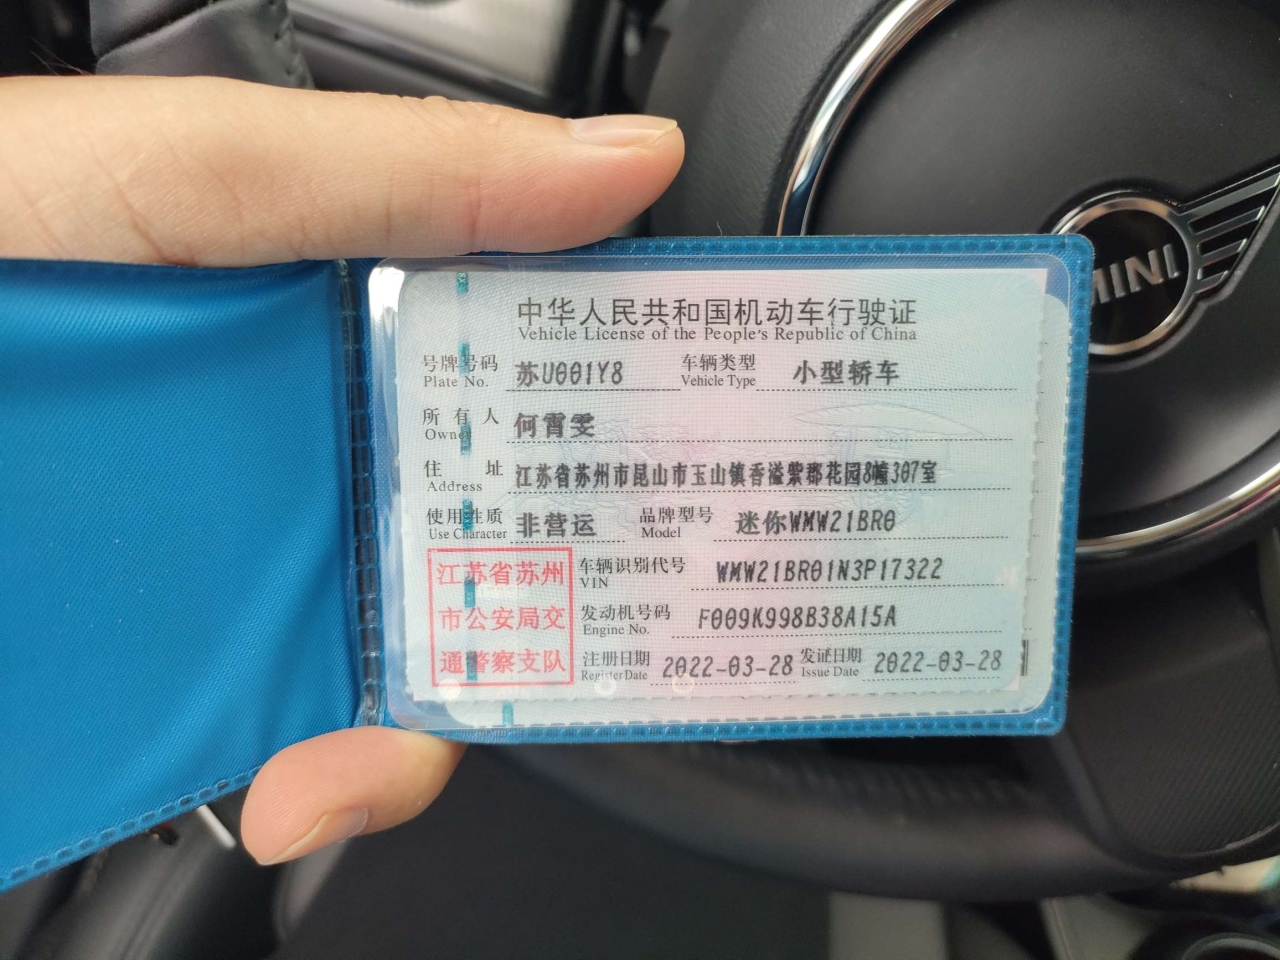 MINI
中华人民共和国机动车行驶证
Vehicle License of the People's Republic of China
号牌号码 苏U001Y8 车辆类型 小型轿车
Plate No. Vehicle Type
所有人 何霄雯
Owner
住址 江苏省苏州市昆山市玉山镇香溢紫郡花园8幢307室
Address
使用性质 非营运 品牌型号 迷你WMW21BR0
Use Character Model
江苏省苏州
市公安局交
通警察支队
车辆识别代号 WMW21BR01N3P17322
VIN
发动机号码 F009K998B38A15A
Engine No.
注册日期 2022-03-28 发证日期 2022-03-28
Register Date Issue Date